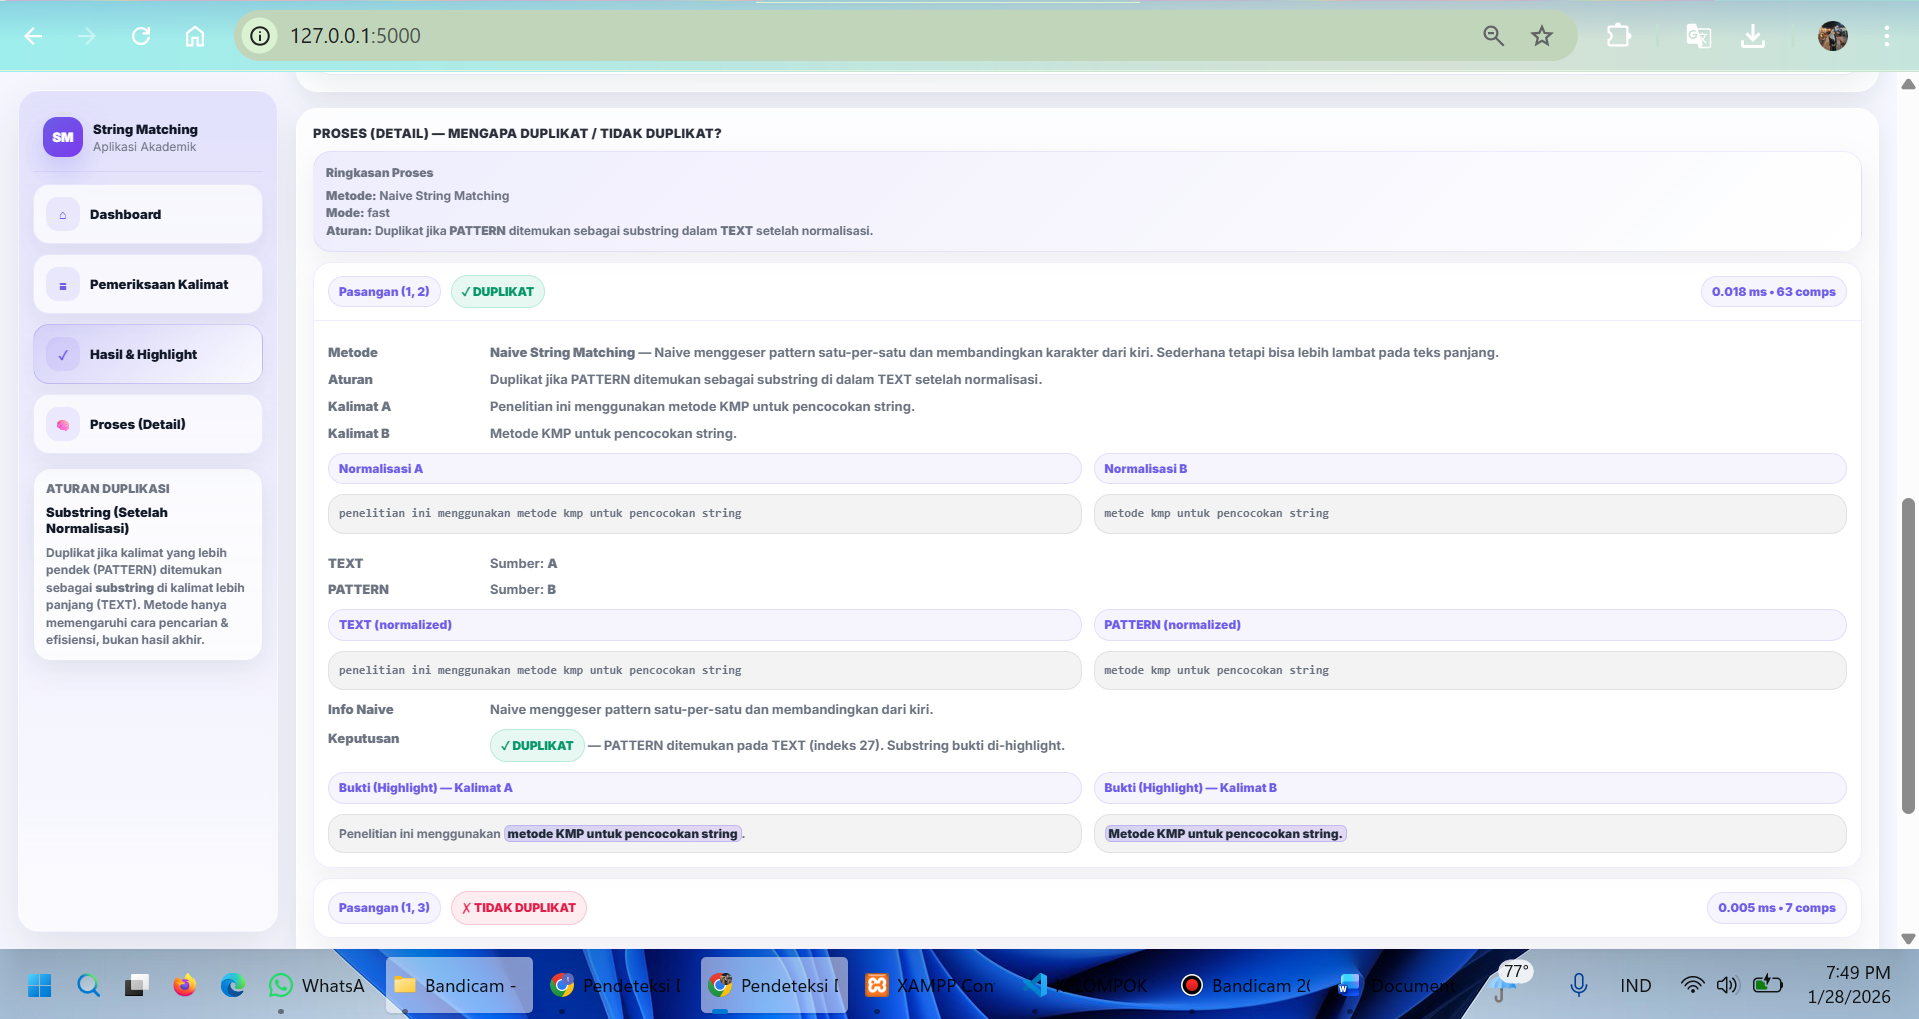 127.0.0.1:5000
SM
String Matching
Aplikasi Akademik
Dashboard
Pemeriksaan Kalimat
Hasil & Highlight
Proses (Detail)
ATURAN DUPLIKASI
Substring (Setelah
Normalisasi)
Duplikat jika kalimat yang lebih
pendek (PATTERN) ditemukan
sebagai substring di kalimat lebih
panjang (TEXT). Metode hanya
memengaruhi cara pencarian &
efisiensi, bukan hasil akhir.
PROSES (DETAIL) — MENGAPA DUPLIKAT / TIDAK DUPLIKAT?
Ringkasan Proses
Metode: Naive String Matching
Mode: fast
Aturan: Duplikat jika PATTERN ditemukan sebagai substring dalam TEXT setelah normalisasi.
Pasangan (1, 2) ✓ DUPLIKAT 0.018 ms • 63 comps
Metode Naive String Matching — Naive menggeser pattern satu-per-satu dan membandingkan karakter dari kiri. Sederhana tetapi bisa lebih lambat pada teks panjang.
Aturan Duplikat jika PATTERN ditemukan sebagai substring di dalam TEXT setelah normalisasi.
Kalimat A Penelitian ini menggunakan metode KMP untuk pencocokan string.
Kalimat B Metode KMP untuk pencocokan string.
Normalisasi A Normalisasi B
penelitian ini menggunakan metode kmp untuk pencocokan string metode kmp untuk pencocokan string
TEXT Sumber: A
PATTERN Sumber: B
TEXT (normalized) PATTERN (normalized)
penelitian ini menggunakan metode kmp untuk pencocokan string metode kmp untuk pencocokan string
Info Naive Naive menggeser pattern satu-per-satu dan membandingkan dari kiri.
Keputusan ✓ DUPLIKAT — PATTERN ditemukan pada TEXT (indeks 27). Substring bukti di-highlight.
Bukti (Highlight) — Kalimat A Bukti (Highlight) — Kalimat B
Penelitian ini menggunakan metode KMP untuk pencocokan string. Metode KMP untuk pencocokan string.
Pasangan (1, 3) ✗ TIDAK DUPLIKAT 0.005 ms • 7 comps
WhatsA Bandicam - Pendeteksi Pendeteksi XAMPP Con Bandicam 20 Document 77° IND 7:49 PM
1/28/2026